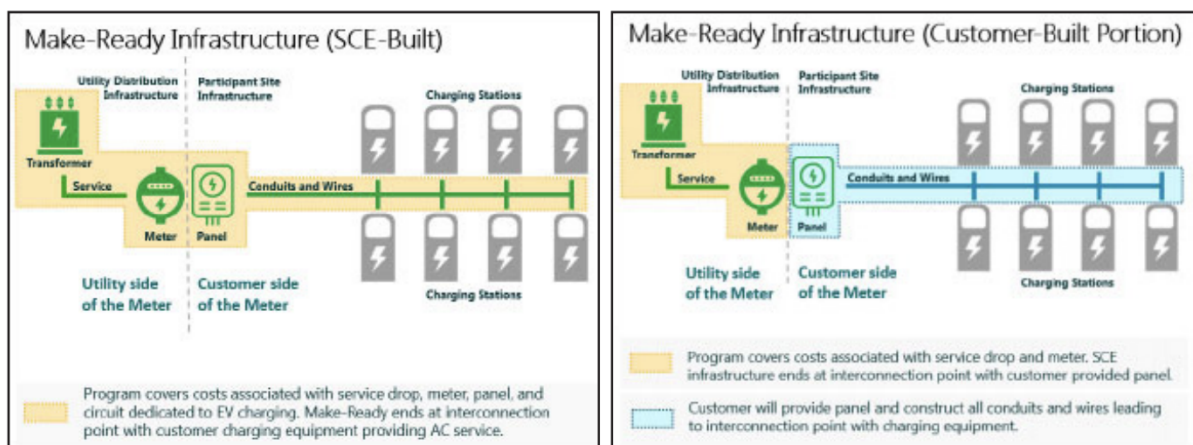 Make-Ready Infrastructure (SCE-Built)
Utility Distribution
Infrastructure
Participant Site
Infrastructure
Charging Stations
Transformer
Service
Conduits and Wires
Meter
Panel
Utility side
of the Meter
Customer side
of the Meter
Charging Stations
Program covers costs associated with service drop, meter, panel, and
circuit dedicated to EV charging. Make-Ready ends at interconnection
point with customer charging equipment providing AC service.
Make-Ready Infrastructure (Customer-Built Portion)
Utility Distribution
Infrastructure
Participant Site
Infrastructure
Charging Stations
Transformer
Service
Conduits and Wires
Meter
Panel
Utility side
of the Meter
Customer side
of the Meter
Charging Stations
Program covers costs associated with service drop and meter. SCE
infrastructure ends at interconnection point with customer provided panel.
Customer will provide panel and construct all conduits and wires leading
to interconnection point with charging equipment.